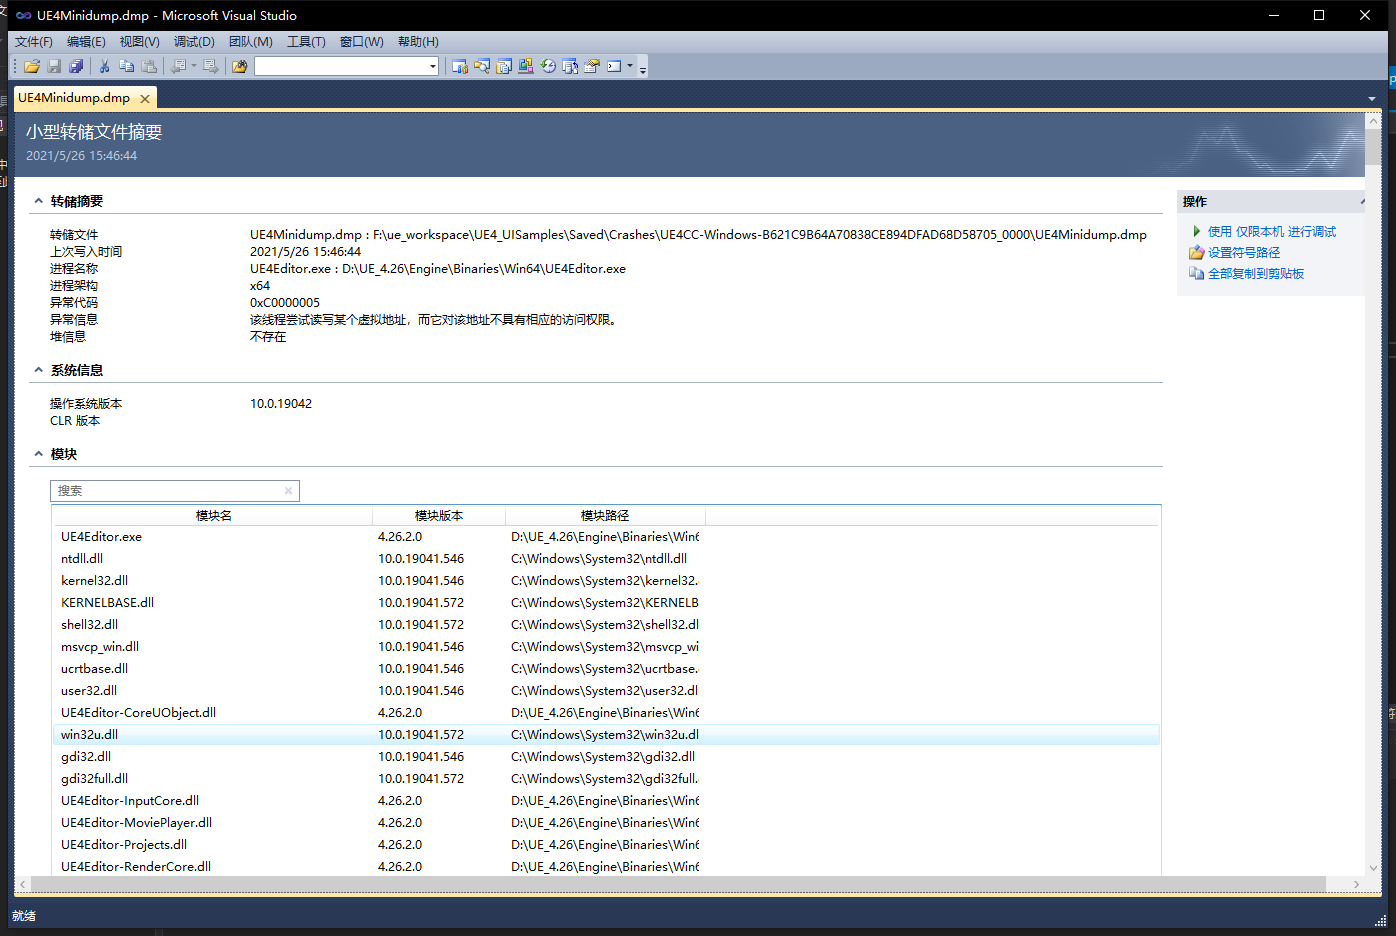 UE4Minidump.dmp - Microsoft Visual Studio
文件(F) 编辑(E) 视图(V) 调试(D) 团队(M) 工具(T) 窗口(W) 帮助(H)
UE4Minidump.dmp
小型转储文件摘要
2021/5/26 15:46:44
转储摘要
转储文件 UE4Minidump.dmp : F:\ue_workspace\UE4_UISamples\Saved\Crashes\UE4CC-Windows-B621C9B64A70838CE894DFAD68D58705_0000\UE4Minidump.dmp
上次写入时间 2021/5/26 15:46:44
进程名称 UE4Editor.exe : D:\UE_4.26\Engine\Binaries\Win64\UE4Editor.exe
进程架构 x64
异常代码 0xC0000005
异常信息 该线程尝试读写某个虚拟地址，而它对该地址不具有相应的访问权限。
堆信息 不存在
系统信息
操作系统版本 10.0.19042
CLR 版本
模块
搜索
模块名 模块版本 模块路径
UE4Editor.exe 4.26.2.0 D:\UE_4.26\Engine\Binaries\Win6
ntdll.dll 10.0.19041.546 C:\Windows\System32\ntdll.dll
kernel32.dll 10.0.19041.546 C:\Windows\System32\kernel32.
KERNELBASE.dll 10.0.19041.572 C:\Windows\System32\KERNELB
shell32.dll 10.0.19041.572 C:\Windows\System32\shell32.dl
msvcp_win.dll 10.0.19041.546 C:\Windows\System32\msvcp_wi
ucrtbase.dll 10.0.19041.546 C:\Windows\System32\ucrtbase.
user32.dll 10.0.19041.546 C:\Windows\System32\user32.dl
UE4Editor-CoreUObject.dll 4.26.2.0 D:\UE_4.26\Engine\Binaries\Win6
win32u.dll 10.0.19041.572 C:\Windows\System32\win32u.dl
gdi32.dll 10.0.19041.546 C:\Windows\System32\gdi32.dll
gdi32full.dll 10.0.19041.572 C:\Windows\System32\gdi32full.
UE4Editor-InputCore.dll 4.26.2.0 D:\UE_4.26\Engine\Binaries\Win6
UE4Editor-MoviePlayer.dll 4.26.2.0 D:\UE_4.26\Engine\Binaries\Win6
UE4Editor-Projects.dll 4.26.2.0 D:\UE_4.26\Engine\Binaries\Win6
UE4Editor-RenderCore.dll 4.26.2.0 D:\UE_4.26\Engine\Binaries\Win6
操作
使用 仅限本机 进行调试
设置符号路径
全部复制到剪贴板
就绪